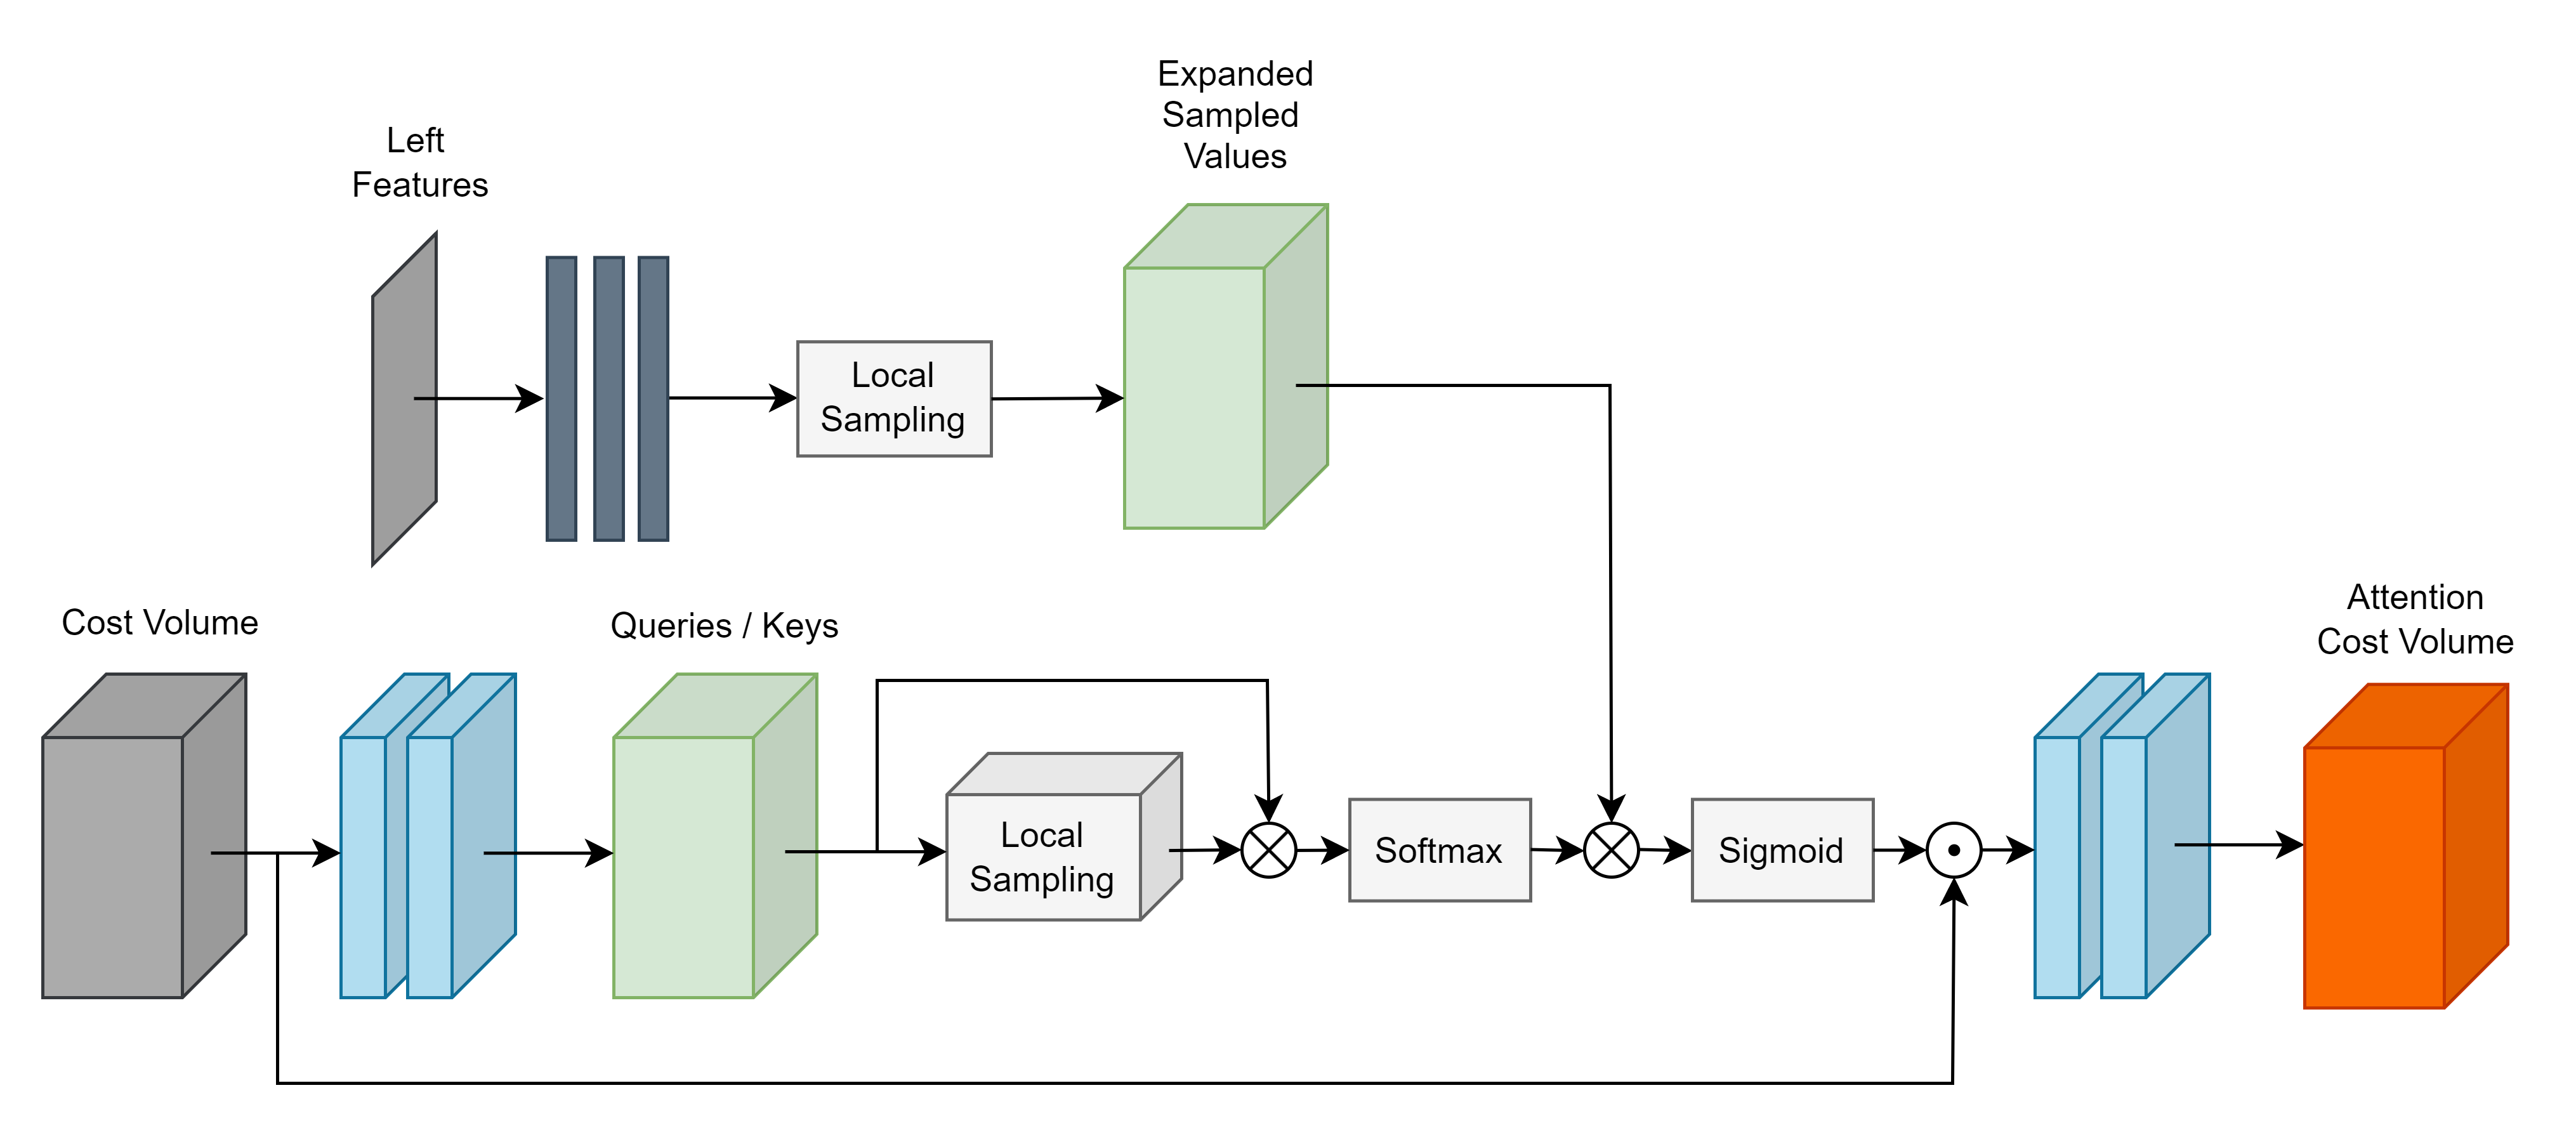 Expanded
Sampled
Values
Left
Features
Local
Sampling
Cost Volume
Queries / Keys
Attention
Cost Volume
Local
Sampling
Softmax
Sigmoid